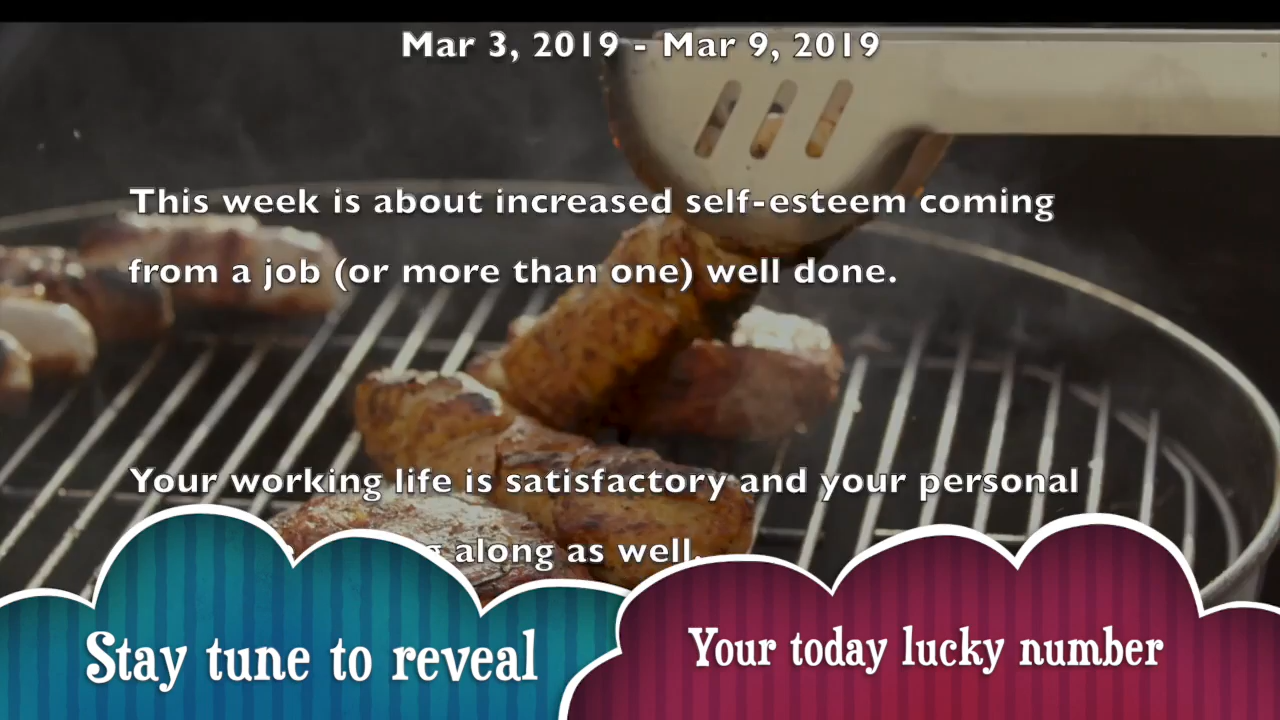 Mar 3, 2019 - Mar 9, 2019
This week is about increased self-esteem coming
from a job (or more than one) well done.
Your working life is satisfactory and your personal
along as well.
Stay tune to reveal
Your today lucky number